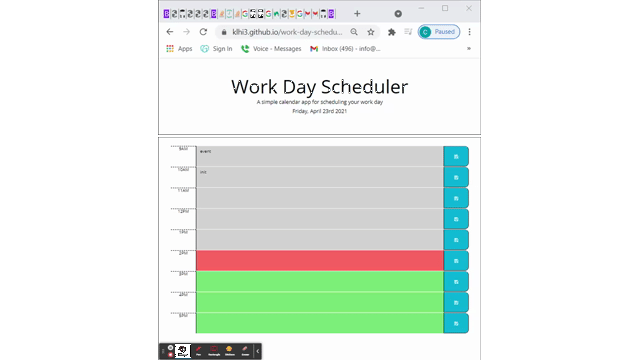 klhi3.github.io/work-day-schedu...
Paused
Apps
Sign In
Voice - Messages
Inbox (496) - info@...
Work Day Scheduler
A simple calendar app for scheduling your work day
Friday, April 23rd 2021
9AM
event
10AM
11AM
12PM
1PM
2PM
3PM
4PM
5PM